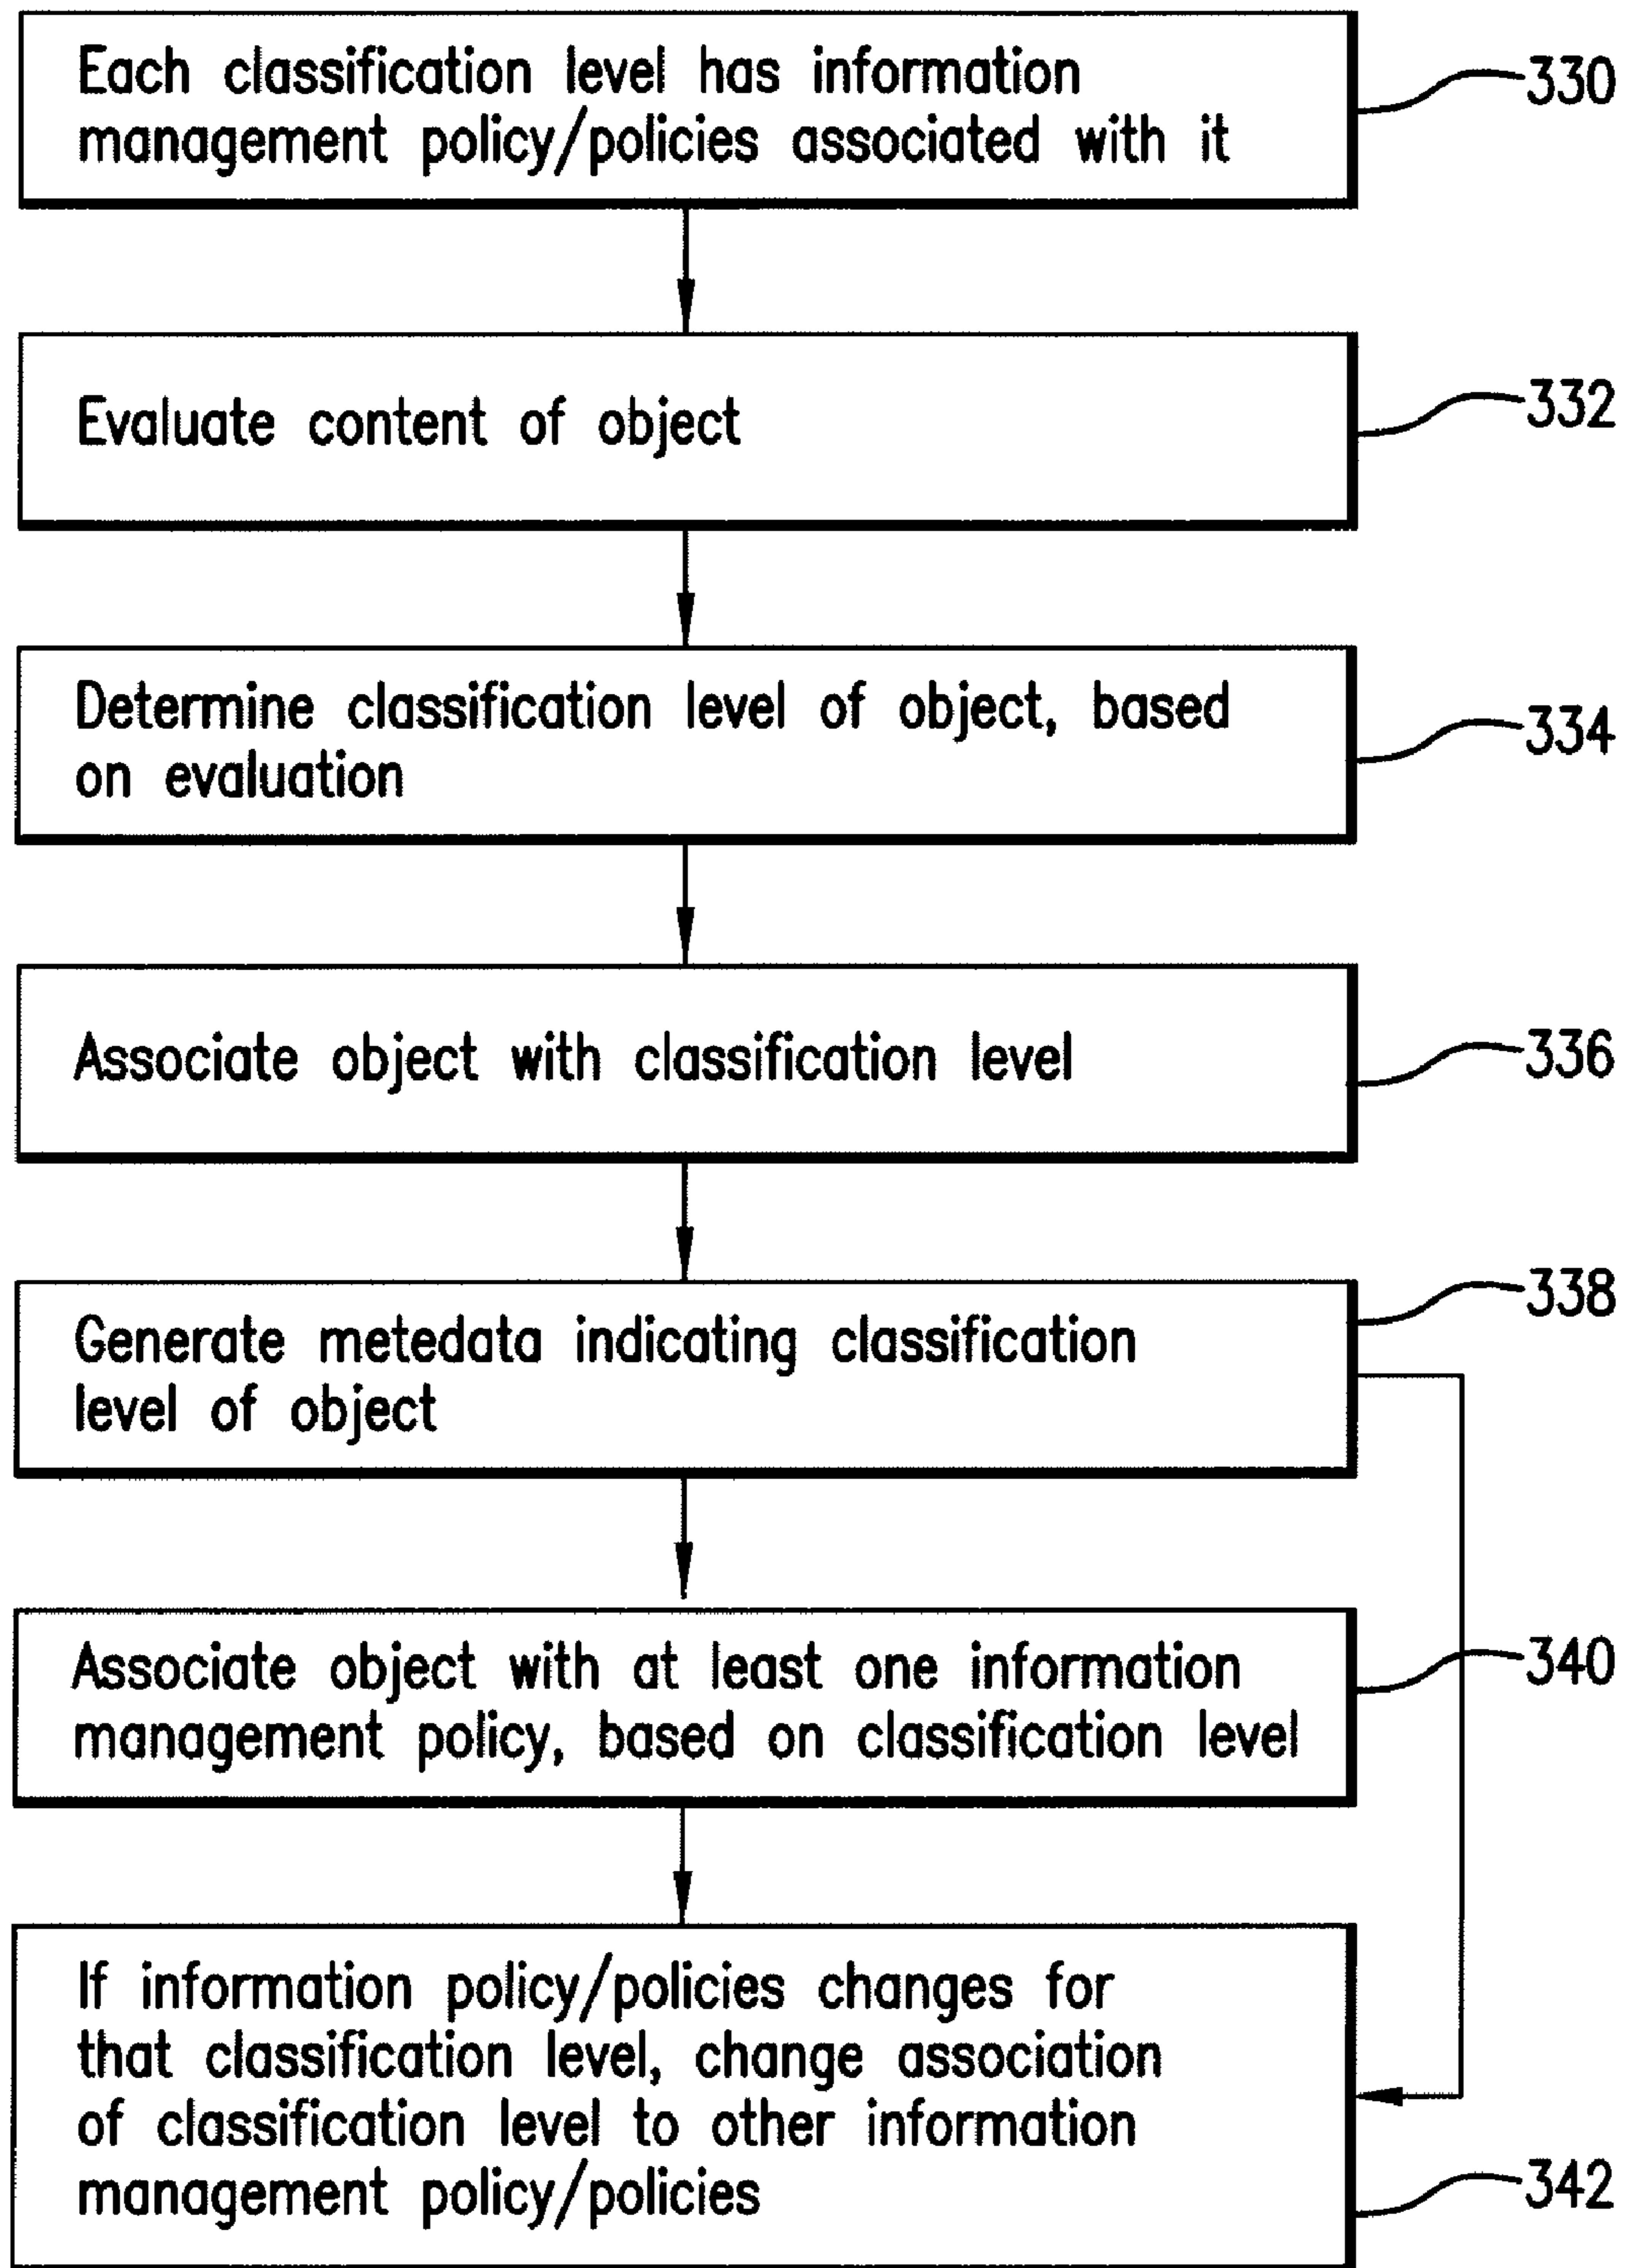 Each classification level has information
management policy/policies associated with it
330
Evaluate content of object
332
Determine classification level of object, based
on evaluation
334
Associate object with classification level
336
Generate metedata indicating classification
level of object
338
Associate object with at least one information
management policy, based on classification level
340
If information policy/policies changes for
that classification level, change association
of classification level to other information
management policy/policies
342